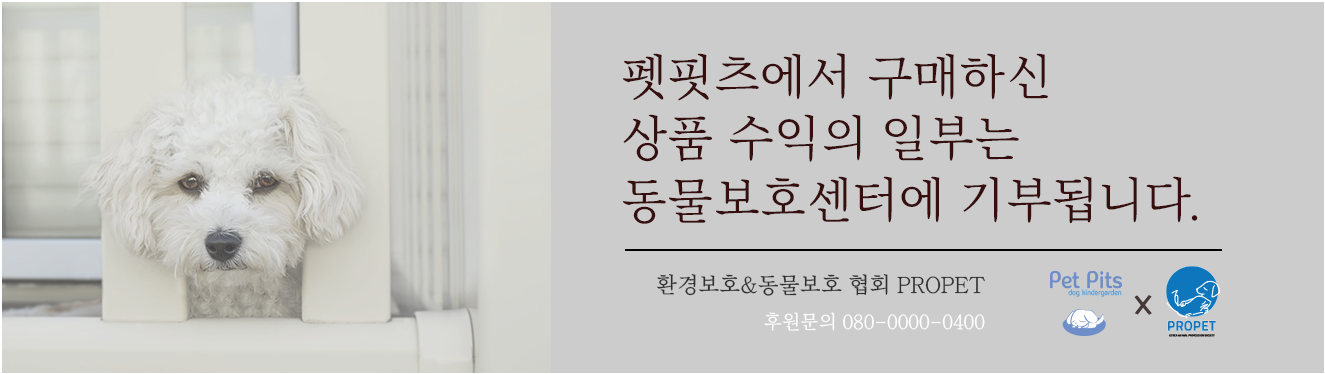 펫핏츠에서 구매하신
상품 수익의 일부는
동물보호센터에 기부됩니다.
환경보호&동물보호 협회 PROPET
후원문의 080-0000-0400
Pet Pits
dog kindergarden
X
PROPET